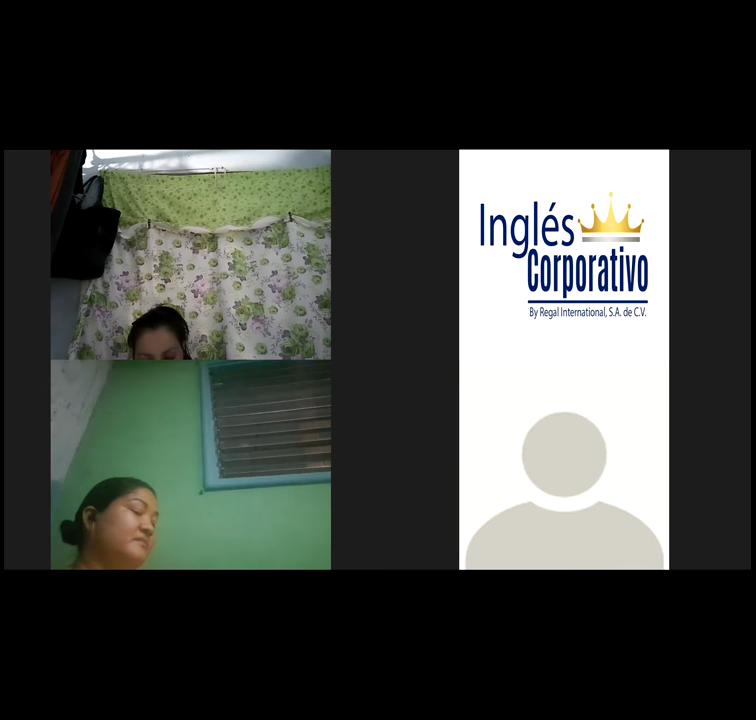 Inglés
Corporativo
By Regal International, S.A. de C.V.